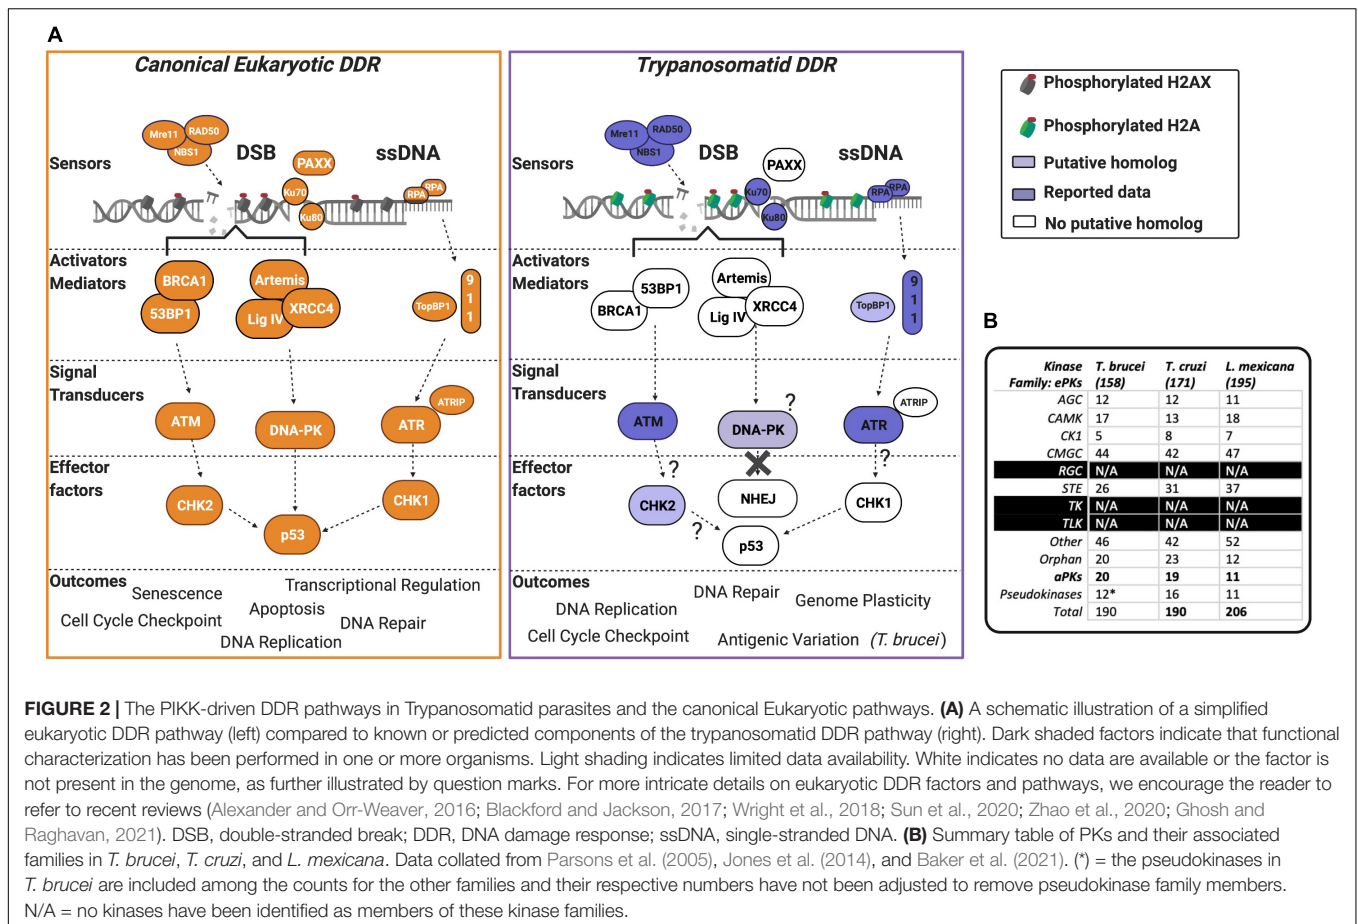 A
Canonical Eukaryotic DDR
Sensors
Mre11
RAD50
NBS1
DSB
PAXX
ssDNA
Ku70
Ku80
RPA
RPA
Activators
Mediators
BRCA1
53BP1
Artemis
Lig IV
XRCC4
TopBP1
9
1
1
Signal
Transducers
ATM
DNA-PK
ATR
ATRIP
Effector
factors
CHK2
p53
CHK1
Outcomes
Senescence
Transcriptional Regulation
Apoptosis
Cell Cycle Checkpoint
DNA Repair
DNA Replication
Trypanosomatid DDR
Sensors
Mre11
RAD50
NBS1
DSB
PAXX
ssDNA
Ku70
Ku80
RPA
RPA
Activators
Mediators
53BP1
BRCA1
Artemis
Lig IV
XRCC4
TopBP1
9
1
1
Signal
Transducers
ATM
?
DNA-PK
ATR
ATRIP
Effector
factors
?
?
CHK2
NHEJ
CHK1
?
p53
Outcomes
DNA Replication
DNA Repair
Genome Plasticity
Cell Cycle Checkpoint
Antigenic Variation (T. brucei)
Phosphorylated H2AX
Phosphorylated H2A
Putative homolog
Reported data
No putative homolog
B
Kinase T. brucei T. cruzi L. mexicana
Family: ePKs (158) (171) (195)
AGC 12 12 11
CAMK 17 13 18
CK1 5 8 7
CMGC 44 42 47
RGC N/A N/A N/A
STE 26 31 37
TK N/A N/A N/A
TLK N/A N/A N/A
Other 46 42 52
Orphan 20 23 12
aPKs 20 19 11
Pseudokinases 12* 16 11
Total 190 190 206
FIGURE 2 | The PIKK-driven DDR pathways in Trypanosomatid parasites and the canonical Eukaryotic pathways. (A) A schematic illustration of a simplified
eukaryotic DDR pathway (left) compared to known or predicted components of the trypanosomatid DDR pathway (right). Dark shaded factors indicate that functional
characterization has been performed in one or more organisms. Light shading indicates limited data availability. White indicates no data are available or the factor is
not present in the genome, as further illustrated by question marks. For more intricate details on eukaryotic DDR factors and pathways, we encourage the reader to
refer to recent reviews (Alexander and Orr-Weaver, 2016; Blackford and Jackson, 2017; Wright et al., 2018; Sun et al., 2020; Zhao et al., 2020; Ghosh and
Raghavan, 2021). DSB, double-stranded break; DDR, DNA damage response; ssDNA, single-stranded DNA. (B) Summary table of PKs and their associated
families in T. brucei, T. cruzi, and L. mexicana. Data collated from Parsons et al. (2005), Jones et al. (2014), and Baker et al. (2021). (*) = the pseudokinases in
T. brucei are included among the counts for the other families and their respective numbers have not been adjusted to remove pseudokinase family members.
N/A = no kinases have been identified as members of these kinase families.